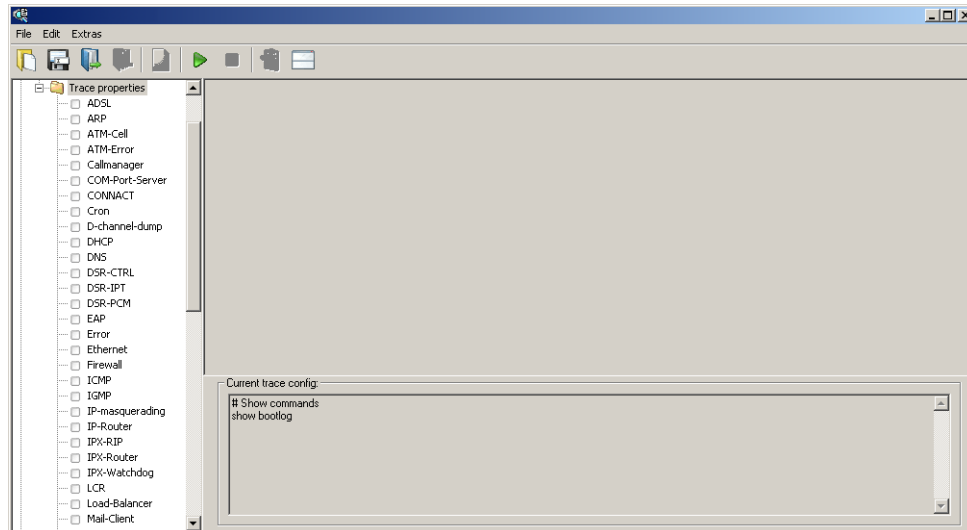 File Edit Extras
Trace properties
ADSL
ARP
ATM-Cell
ATM-Error
Callmanager
COM-Port-Server
CONNACT
Cron
D-channel-dump
DHCP
DNS
DSR-CTRL
DSR-IPT
DSR-PCM
EAP
Error
Ethernet
Firewall
ICMP
IGMP
IP-masquerading
IP-Router
IPX-RIP
IPX-Router
IPX-Watchdog
LCR
Load-Balancer
Mail-Client
Current trace config:
# Show commands
show bootlog